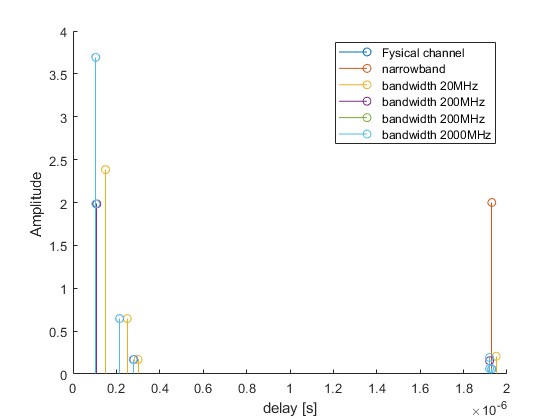 4
3.5
3
2.5
2
1.5
1
0.5
0
Amplitude
Fysical channel
narrowband
bandwidth 20MHz
bandwidth 200MHz
bandwidth 200MHz
bandwidth 2000MHz
0 0.2 0.4 0.6 0.8 1 1.2 1.4 1.6 1.8 2
delay [s]
×10^-6